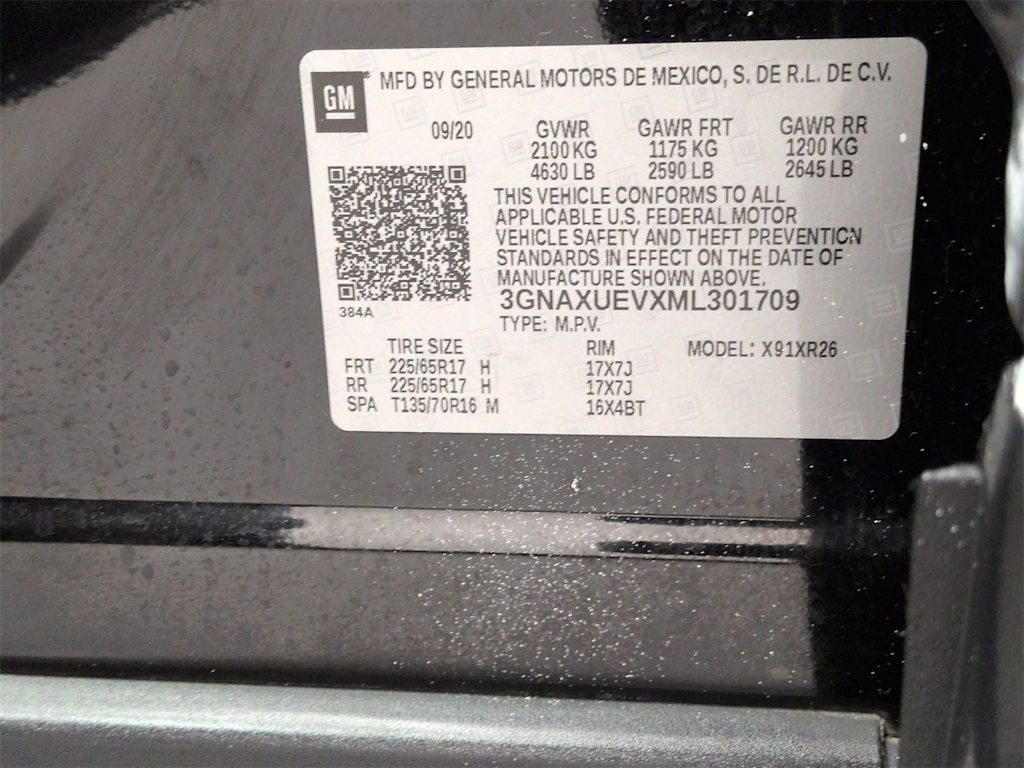 GM
MFD BY GENERAL MOTORS DE MEXICO, S. DE R.L. DE C.V.
09/20 GVWR GAWR FRT GAWR RR
2100 KG 1175 KG 1200 KG
4630 LB 2590 LB 2645 LB
THIS VEHICLE CONFORMS TO ALL
APPLICABLE U.S. FEDERAL MOTOR
VEHICLE SAFETY AND THEFT PREVENTION
STANDARDS IN EFFECT ON THE DATE OF
MANUFACTURE SHOWN ABOVE.
3GNAXUEVXML301709
384A
TYPE: M.P.V.
TIRE SIZE RIM MODEL: X91XR26
FRT 225/65R17 H 17X7J
RR 225/65R17 H 17X7J
SPA T135/70R16 M 16X4BT